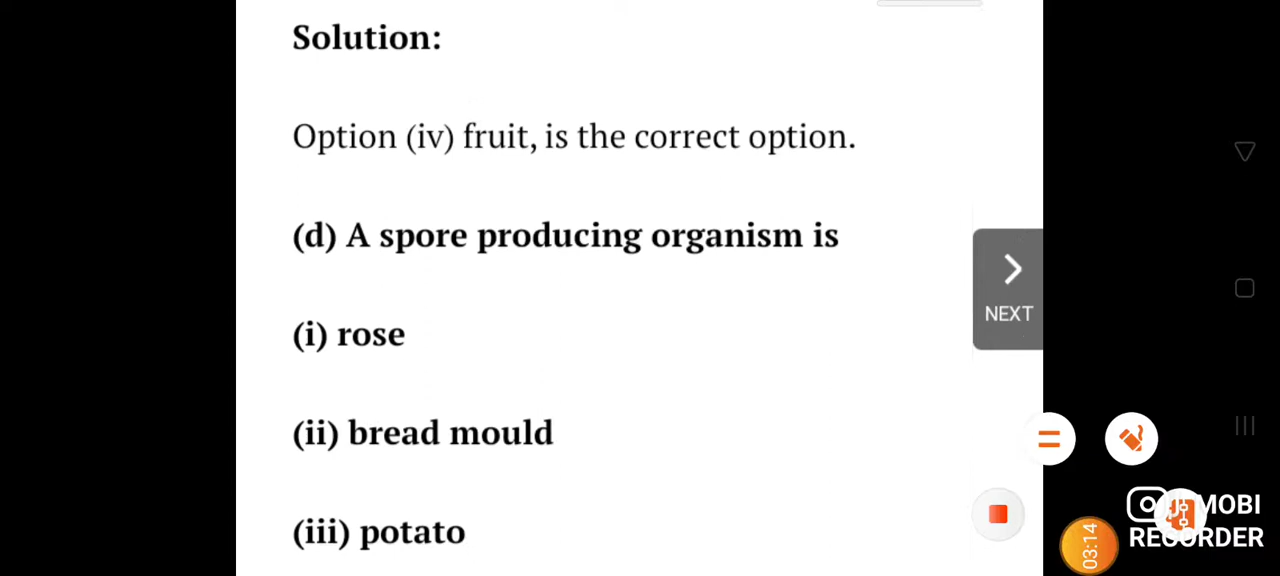 Solution:
Option (iv) fruit, is the correct option.
(d) A spore producing organism is
(i) rose
NEXT
(ii) bread mould
(iii) potato
MOBI
RECORDER
03:14